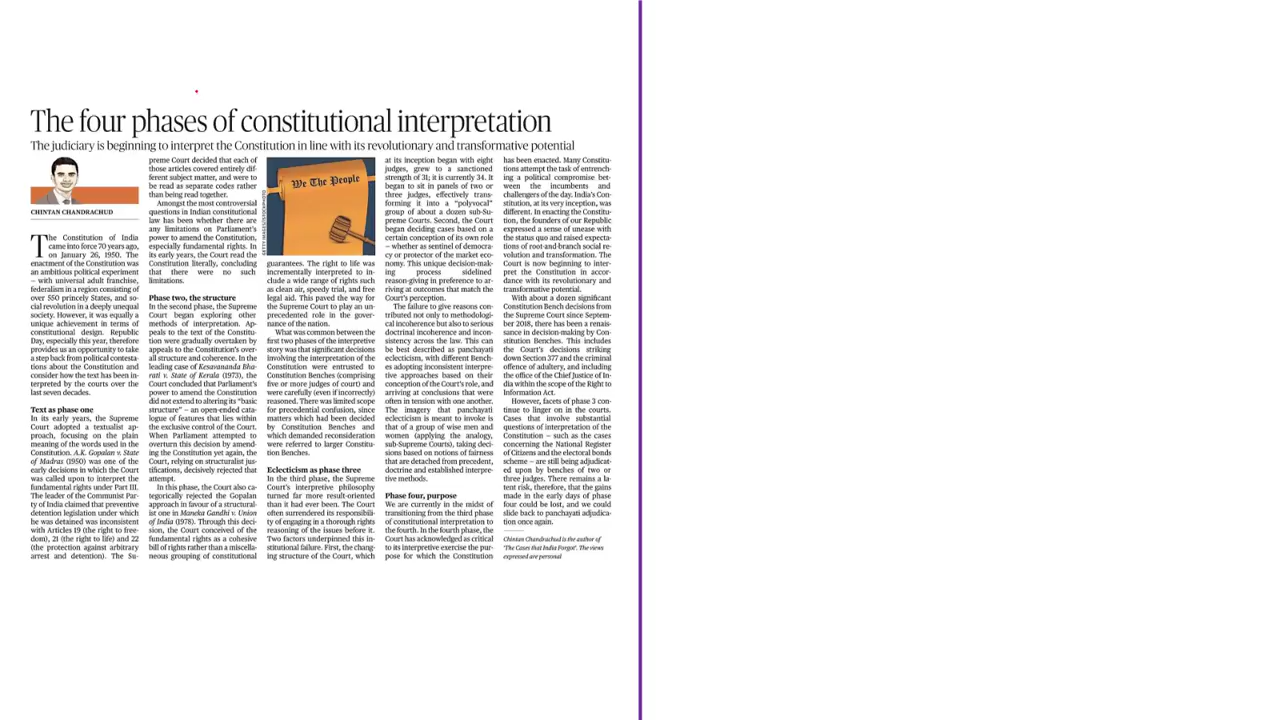 The four phases of constitutional interpretation
The judiciary is beginning to interpret the Constitution in line with its revolutionary and transformative potential
CHINTAN CHANDRACHUD
The Constitution of India
came into force 70 years ago,
on January 26, 1950. The
enactment of the Constitution was
an ambitious political experiment
– with universal adult franchise,
federalism in a region consisting of
over 550 princely States, and so-
cial revolution in a deeply unequal
society. However, it was equally a
unique achievement in terms of
constitutional design. Republic
Day, especially this year, therefore
provides us an opportunity to take
a step back from political contesta-
tions about the Constitution and
consider how the text has been in-
terpreted by the courts over the
last seven decades.
Text as phase one
In its early years, the Supreme
Court adopted a textualist ap-
proach, focusing on the plain
meaning of the words used in the
Constitution. A.K. Gopalan v. State
of Madras (1950) was one of the
early decisions in which the Court
was called upon to interpret the
fundamental rights under Part III.
The leader of the Communist Par-
ty of India claimed that preventive
detention legislation under which
he was detained was inconsistent
with Articles 19 (the right to free-
dom), 21 (the right to life) and 22
(the protection against arbitrary
arrest and detention). The Su-
preme Court decided that each of
those articles covered entirely dif-
ferent subject matter, and were to
be read as separate codes rather
than being read together.
Amongst the most controversial
questions in Indian constitutional
law has been whether there are
any limitations on Parliament's
power to amend the Constitution,
especially fundamental rights. In
its early years, the Court read the
Constitution literally, concluding
that there were no such
limitations.
Phase two, the structure
In the second phase, the Supreme
Court began exploring other
methods of interpretation. Ap-
peals to the text of the Constitu-
tion were gradually overtaken by
appeals to the Constitution's over-
all structure and coherence. In the
leading case of Kesavananda Bha-
rati v. State of Kerala (1973), the
Court concluded that Parliament's
power to amend the Constitution
did not extend to altering its "basic
structure" – an open-ended cata-
logue of features that lies within
the exclusive control of the Court.
When Parliament attempted to
overturn this decision by amend-
ing the Constitution yet again, the
Court, relying on structuralist jus-
tifications, decisively rejected that
attempt.
In this phase, the Court also ca-
tegorically rejected the Gopalan
approach in favour of a structural-
ist one in Maneka Gandhi v. Union
of India (1978). Through this deci-
sion, the Court conceived of the
fundamental rights as a cohesive
bill of rights rather than a miscella-
neous grouping of constitutional
We The People
guarantees. The right to life was
incrementally interpreted to in-
clude a wide range of rights such
as clean air, speedy trial, and free
legal aid. This paved the way for
the Supreme Court to play an un-
precedented role in the gover-
nance of the nation.
What was common between the
first two phases of the interpretive
story was that significant decisions
involving the interpretation of the
Constitution were entrusted to
Constitution Benches (comprising
five or more judges of court) and
were carefully (even if incorrectly)
reasoned. There was limited scope
for precedential confusion, since
matters which had been decided
by Constitution Benches and
which demanded reconsideration
were referred to larger Constitu-
tion Benches.
Eclecticism as phase three
In the third phase, the Supreme
Court's interpretive philosophy
turned far more result-oriented
than it had ever been. The Court
often surrendered its responsibili-
ty of engaging in a thorough rights
reasoning of the issues before it.
Two factors underpinned this in-
stitutional failure. First, the chang-
ing structure of the Court, which
at its inception began with eight
judges, grew to a sanctioned
strength of 31; it is currently 34. It
began to sit in panels of two or
three judges, effectively trans-
forming it into a "polyvocal"
group of about a dozen sub-Su-
preme Courts. Second, the Court
began deciding cases based on a
certain conception of its own role
– whether as sentinel of democra-
cy or protector of the market eco-
nomy. This unique decision-mak-
ing process sidelined
reason-giving in preference to ar-
riving at outcomes that match the
Court's perception.
The failure to give reasons con-
tributed not only to methodologi-
cal incoherence but also to serious
doctrinal incoherence and incon-
sistency across the law. This can
be best described as panchayati
eclecticism, with different Bench-
es adopting inconsistent interpre-
tive approaches based on their
conception of the Court's role, and
arriving at conclusions that were
often in tension with one another.
The imagery that panchayati
eclecticism is meant to invoke is
that of a group of wise men and
women (applying the analogy,
sub-Supreme Courts), taking deci-
sions based on notions of fairness
that are detached from precedent,
doctrine and established interpre-
tive methods.
Phase four, purpose
We are currently in the midst of
transitioning from the third phase
of constitutional interpretation to
the fourth. In the fourth phase, the
Court has acknowledged as critical
to its interpretive exercise the pur-
pose for which the Constitution
has been enacted. Many Constitu-
tions attempt the task of entrench-
ing a political compromise bet-
ween the incumbents and
challengers of the day. India's Con-
stitution, at its very inception, was
different. In enacting the Constitu-
tion, the founders of our Republic
expressed a sense of unease with
the status quo and raised expecta-
tions of root-and-branch social re-
volution and transformation. The
Court is now beginning to inter-
pret the Constitution in accor-
dance with its revolutionary and
transformative potential.
With about a dozen significant
Constitution Bench decisions from
the Supreme Court since Septem-
ber 2018, there has been a renais-
sance in decision-making by Con-
stitution Benches. This includes
the Court's decisions striking
down Section 377 and the criminal
offence of adultery, and including
the office of the Chief Justice of In-
dia within the scope of the Right to
Information Act.
However, facets of phase 3 con-
tinue to linger on in the courts.
Cases that involve substantial
questions of interpretation of the
Constitution – such as the cases
concerning the National Register
of Citizens and the electoral bonds
scheme – are still being adjudicat-
ed upon by benches of two or
three judges. There remains a la-
tent risk, therefore, that the gains
made in the early days of phase
four could be lost, and we could
slide back to panchayati adjudica-
tion once again.
Chintan Chandrachud is the author of
'The Cases that India Forgot'. The views
expressed are personal